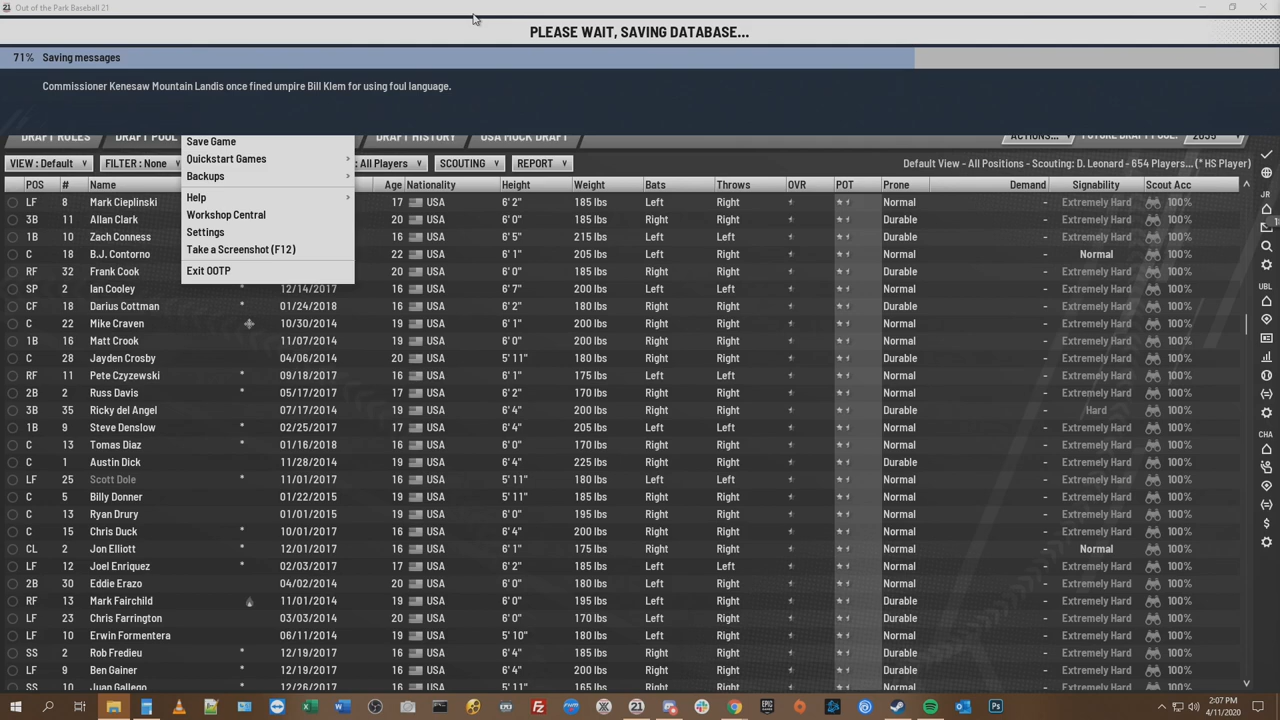 21 Out of the Park Baseball 21
PLEASE WAIT, SAVING DATABASE...
71% Saving messages
Commissioner Kenesaw Mountain Landis once fined umpire Bill Klem for using foul language.
DRAFT RULES DRAFT POOL DRAFT HISTORY USA MOCK DRAFT ACTIONS... FUTURE DRAFT POOL: 2035
Save Game
Quickstart Games
Backups
Help
Workshop Central
Settings
Take a Screenshot (F12)
Exit OOTP
VIEW : Default FILTER : None : All Players SCOUTING REPORT Default View - All Positions - Scouting: D. Leonard - 654 Players... (* HS Player)
POS # Name Age Nationality Height Weight Bats Throws OVR POT Prone Demand Signability Scout Acc
LF 8 Mark Cieplinski 17 USA 6' 2" 185 lbs Left Right Normal - Extremely Hard 100%
3B 11 Allan Clark 20 USA 6' 0" 185 lbs Right Right Durable - Extremely Hard 100%
1B 10 Zach Conness 16 USA 6' 5" 215 lbs Left Left Normal - Extremely Hard 100%
C 18 B.J. Contorno 22 USA 6' 1" 205 lbs Left Right Normal - Normal 100%
RF 32 Frank Cook 20 USA 6' 0" 185 lbs Right Right Durable - Extremely Hard 100%
SP 2 Ian Cooley * 12/14/2017 16 USA 6' 7" 200 lbs Left Left Normal - Extremely Hard 100%
CF 18 Darius Cottman * 01/24/2018 16 USA 6' 2" 180 lbs Right Right Durable - Extremely Hard 100%
C 22 Mike Craven 10/30/2014 19 USA 6' 1" 200 lbs Right Right Normal - Extremely Hard 100%
1B 16 Matt Crook 11/07/2014 19 USA 6' 0" 200 lbs Right Right Normal - Extremely Hard 100%
C 28 Jayden Crosby 04/06/2014 20 USA 5' 11" 180 lbs Right Right Durable - Extremely Hard 100%
RF 11 Pete Czyzewski * 09/18/2017 16 USA 6' 1" 175 lbs Left Left Normal - Extremely Hard 100%
2B 2 Russ Davis * 05/17/2017 16 USA 6' 2" 170 lbs Left Right Normal - Extremely Hard 100%
3B 35 Ricky del Angel 07/17/2014 19 USA 6' 4" 200 lbs Right Right Durable - Hard 100%
1B 9 Steve Denslow * 02/25/2017 17 USA 6' 4" 205 lbs Left Left Normal - Extremely Hard 100%
C 13 Tomas Diaz * 01/16/2018 16 USA 6' 0" 190 lbs Right Right Normal - Extremely Hard 100%
C 1 Austin Dick 11/28/2014 19 USA 6' 4" 225 lbs Right Right Durable - Extremely Hard 100%
LF 25 Scott Dole * 11/01/2017 16 USA 5' 11" 180 lbs Left Left Normal - Extremely Hard 100%
C 5 Billy Donner 01/22/2015 19 USA 5' 11" 200 lbs Right Right Normal - Extremely Hard 100%
C 13 Ryan Drury 01/01/2015 19 USA 6' 0" 195 lbs Left Right Normal - Extremely Hard 100%
C 15 Chris Duck * 10/01/2017 16 USA 6' 4" 200 lbs Right Right Normal - Extremely Hard 100%
CL 2 Jon Elliott * 12/01/2017 16 USA 6' 1" 175 lbs Left Right Normal - Normal 100%
LF 12 Joel Enriquez * 02/03/2017 17 USA 6' 2" 185 lbs Left Left Normal - Extremely Hard 100%
2B 30 Eddie Erazo 04/02/2014 20 USA 6' 0" 180 lbs Right Right Normal - Extremely Hard 100%
RF 13 Mark Fairchild 11/01/2014 19 USA 6' 0" 195 lbs Left Right Durable - Extremely Hard 100%
LF 23 Chris Farrington 03/03/2014 20 USA 6' 0" 170 lbs Left Right Durable - Extremely Hard 100%
LF 10 Erwin Formentera 06/11/2014 19 USA 5' 10" 180 lbs Left Right Normal - Extremely Hard 100%
SS 2 Rob Fredieu * 12/19/2017 16 USA 6' 4" 185 lbs Right Right Durable - Extremely Hard 100%
LF 9 Ben Gainer * 12/19/2017 16 USA 6' 4" 200 lbs Left Right Durable - Extremely Hard 100%
SS 10 Juan Gallego * 12/26/2017 16 USA 5' 11" 165 lbs Right Right Normal - Extremely Hard 100%
JR
UBL
CHA
2:07 PM
4/11/2020